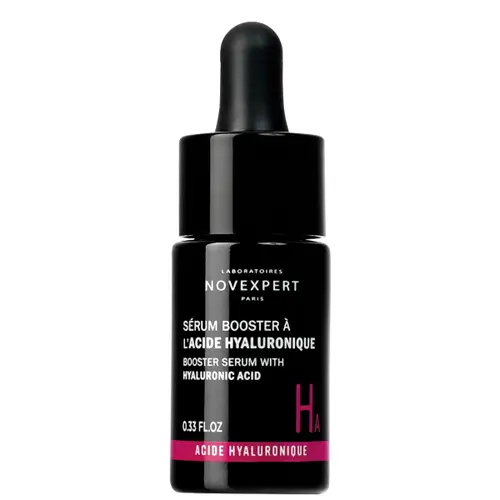 LABORATOIRES
NOVEXPERT
PARIS
SÉRUM BOOSTER À
L'ACIDE HYALURONIQUE
BOOSTER SERUM WITH
HYALURONIC ACID
HA
0.33 FL.OZ
ACIDE HYALURONIQUE